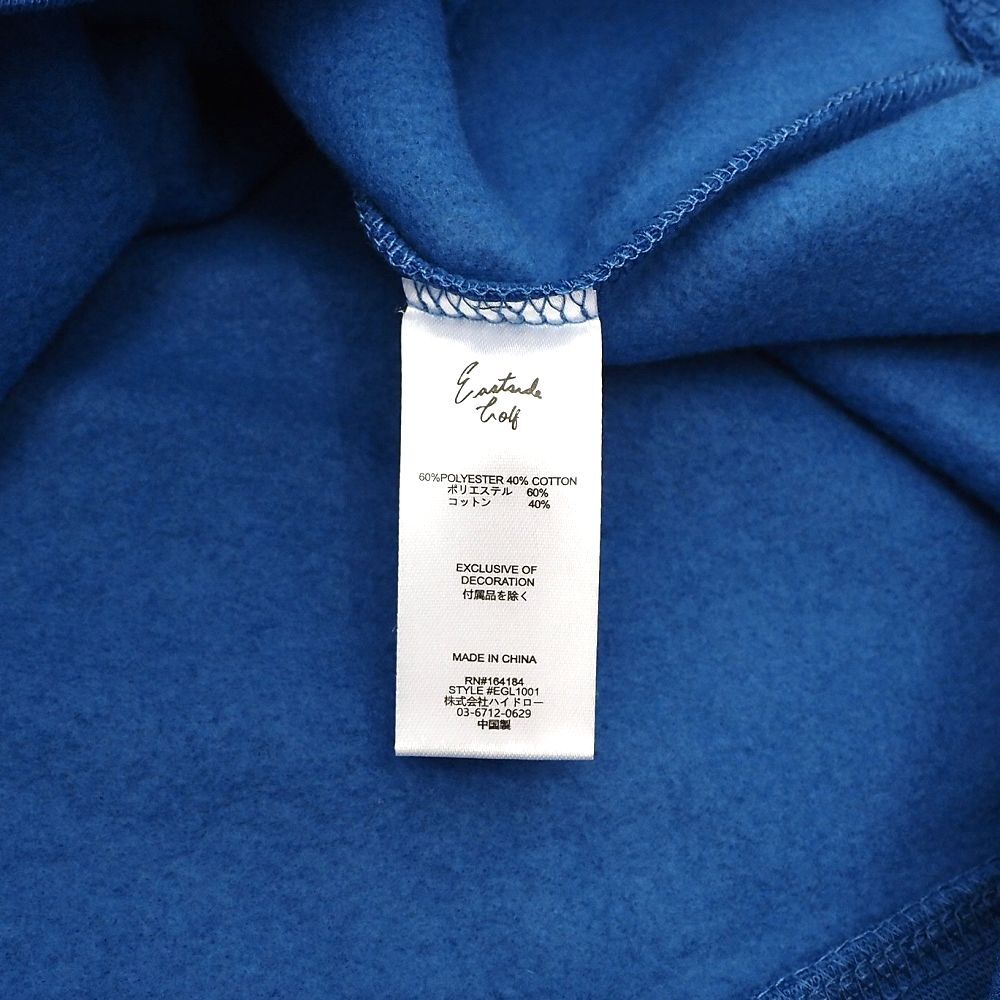 Eastside
Golf
60%POLYESTER 40% COTTON
ポリエステル 60%
コットン 40%
EXCLUSIVE OF
DECORATION
付属品を除く
MADE IN CHINA
RN#164184
STYLE #EGL1001
株式会社ハイドロー
03-6712-0629
中国製